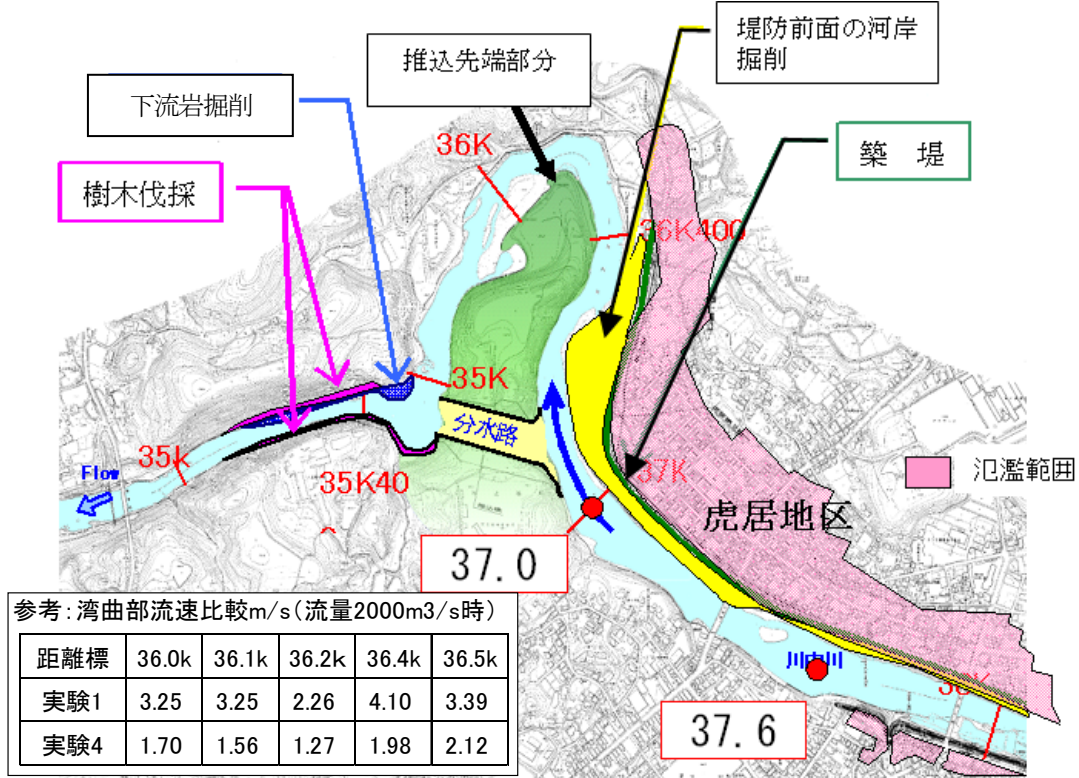 堤防前面の河岸
掘削
推込先端部分
下流岩掘削
築 堤
36K
樹木伐採
36K400
35K
分水路
35K
Flow
37K
35K40
氾濫範囲
虎居地区
37.0
川内川
38K
37.6
参考:湾曲部流速比較m/s(流量2000m3/s時)
距離標 36.0k 36.1k 36.2k 36.4k 36.5k
実験1 3.25 3.25 2.26 4.10 3.39
実験4 1.70 1.56 1.27 1.98 2.12